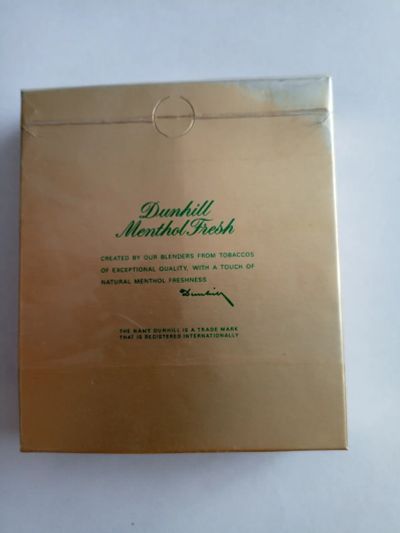 Dunhill
Menthol Fresh
CREATED BY OUR BLENDERS FROM TOBACCOS
OF EXCEPTIONAL QUALITY, WITH A TOUCH OF
NATURAL MENTHOL FRESHNESS
Dunhill
THE NAME DUNHILL IS A TRADE MARK
THAT IS REGISTERED INTERNATIONALLY